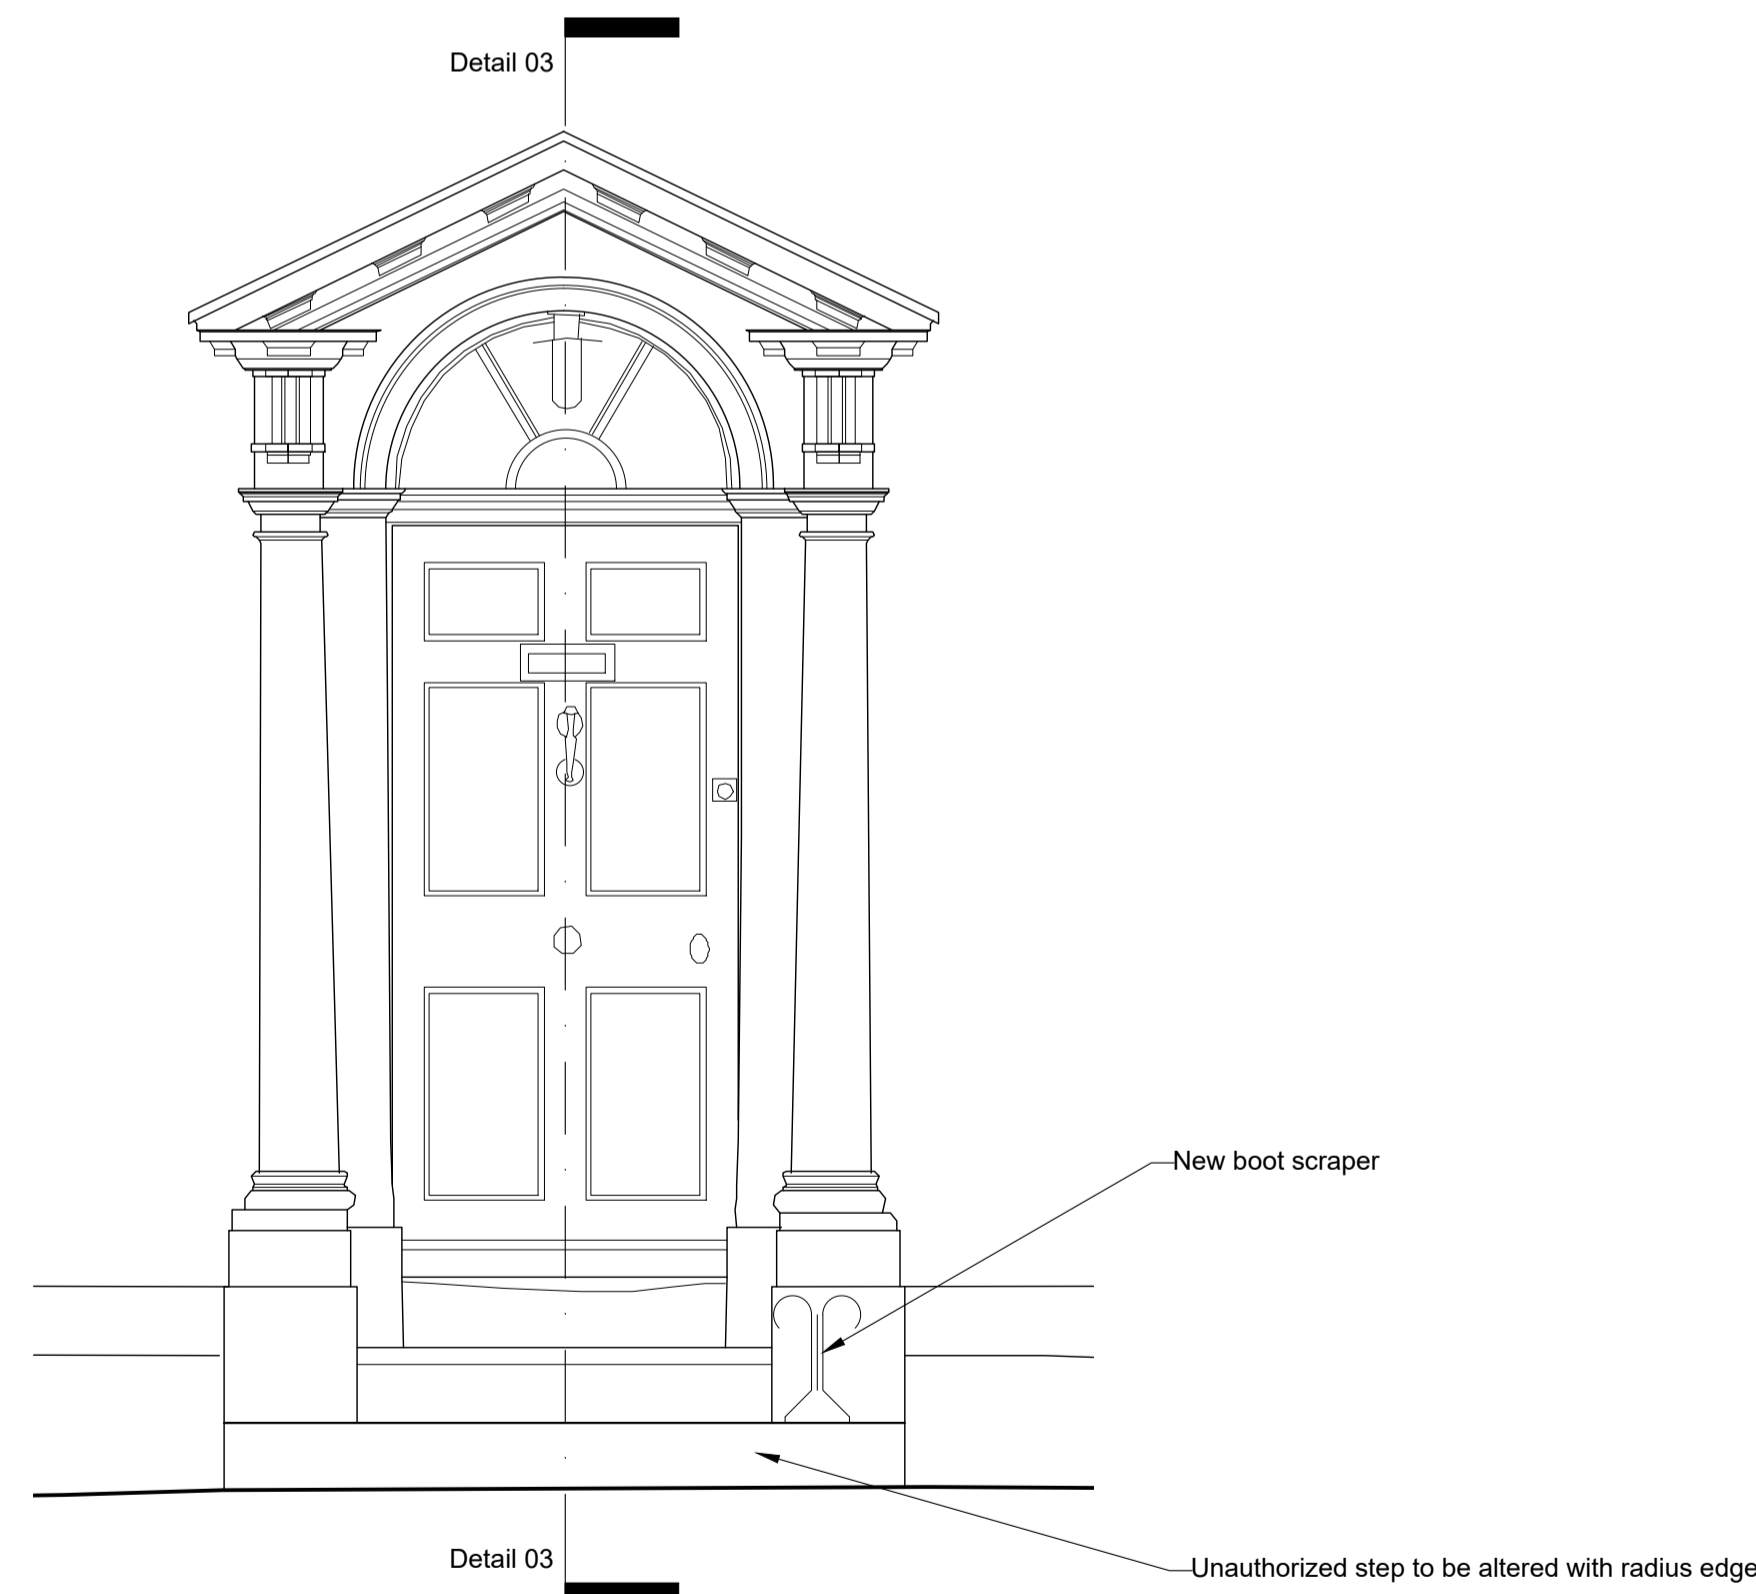 Detail 03
New boot scraper
Detail 03
Unauthorized step to be altered with radius edge